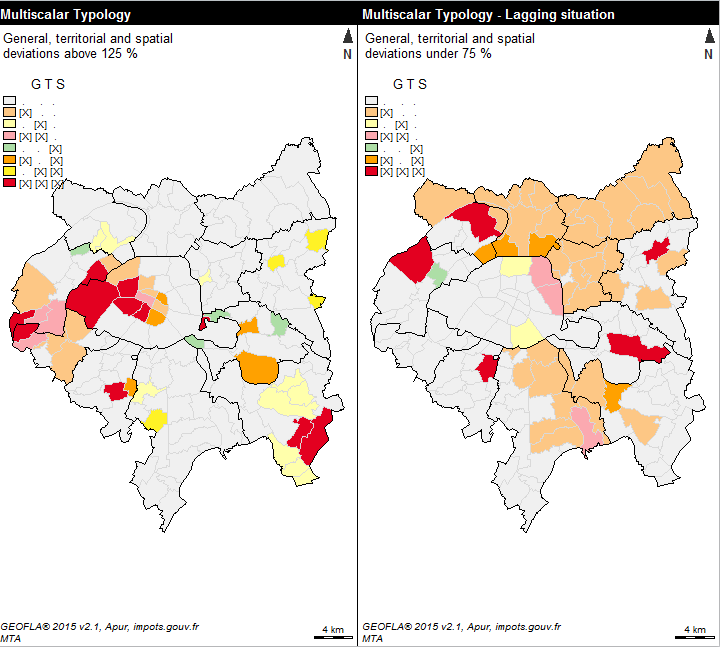 Multiscalar Typology
General, territorial and spatial
deviations above 125 %
N
G T S
. . .
[X] . .
. [X] .
[X] [X] .
. . [X]
[X] . [X]
. [X] [X]
[X] [X] [X]
GEOFLA® 2015 v2.1, Apur, impots.gouv.fr
MTA
4 km
Multiscalar Typology - Lagging situation
General, territorial and spatial
deviations under 75 %
N
G T S
. . .
[X] . .
. [X] .
[X] [X] .
. . [X]
[X] . [X]
[X] [X] [X]
GEOFLA® 2015 v2.1, Apur, impots.gouv.fr
MTA
4 km